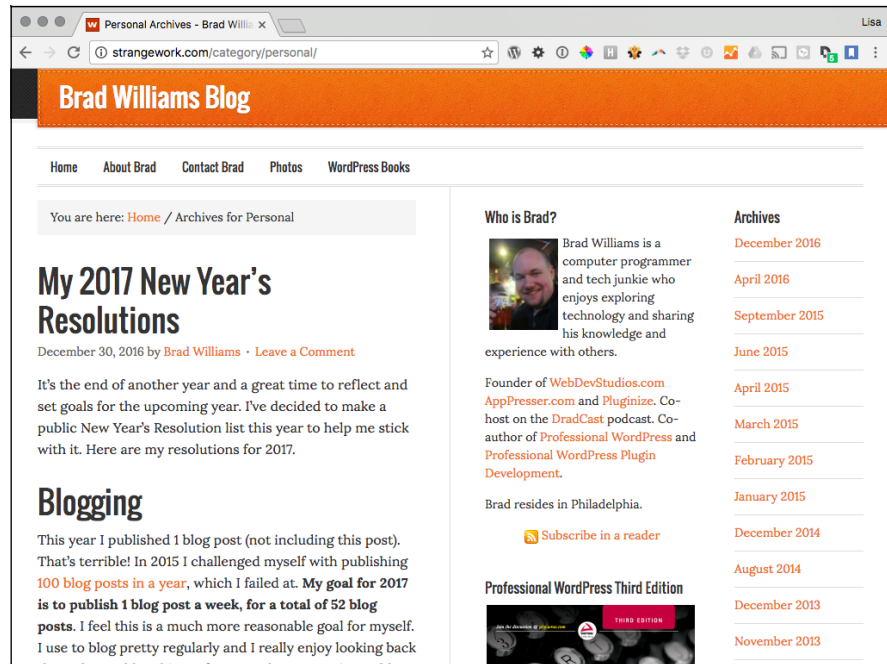 Personal Archives - Brad Willia
Lisa
strangework.com/category/personal/
5
Brad Williams Blog
Home About Brad Contact Brad Photos WordPress Books
You are here: Home / Archives for Personal
My 2017 New Year's
Resolutions
December 30, 2016 by Brad Williams · Leave a Comment
It's the end of another year and a great time to reflect and
set goals for the upcoming year. I've decided to make a
public New Year's Resolution list this year to help me stick
with it. Here are my resolutions for 2017.
Blogging
This year I published 1 blog post (not including this post).
That's terrible! In 2015 I challenged myself with publishing
100 blog posts in a year, which I failed at. My goal for 2017
is to publish 1 blog post a week, for a total of 52 blog
posts. I feel this is a much more reasonable goal for myself.
I use to blog pretty regularly and I really enjoy looking back
Who is Brad?
Brad Williams is a
computer programmer
and tech junkie who
enjoys exploring
technology and sharing
his knowledge and
experience with others.
Founder of WebDevStudios.com
AppPresser.com and Pluginize. Co-
host on the DradCast podcast. Co-
author of Professional WordPress and
Professional WordPress Plugin
Development.
Brad resides in Philadelphia.
Subscribe in a reader
Professional WordPress Third Edition
THIRD EDITION
Archives
December 2016
April 2016
September 2015
June 2015
April 2015
March 2015
February 2015
January 2015
December 2014
August 2014
December 2013
November 2013